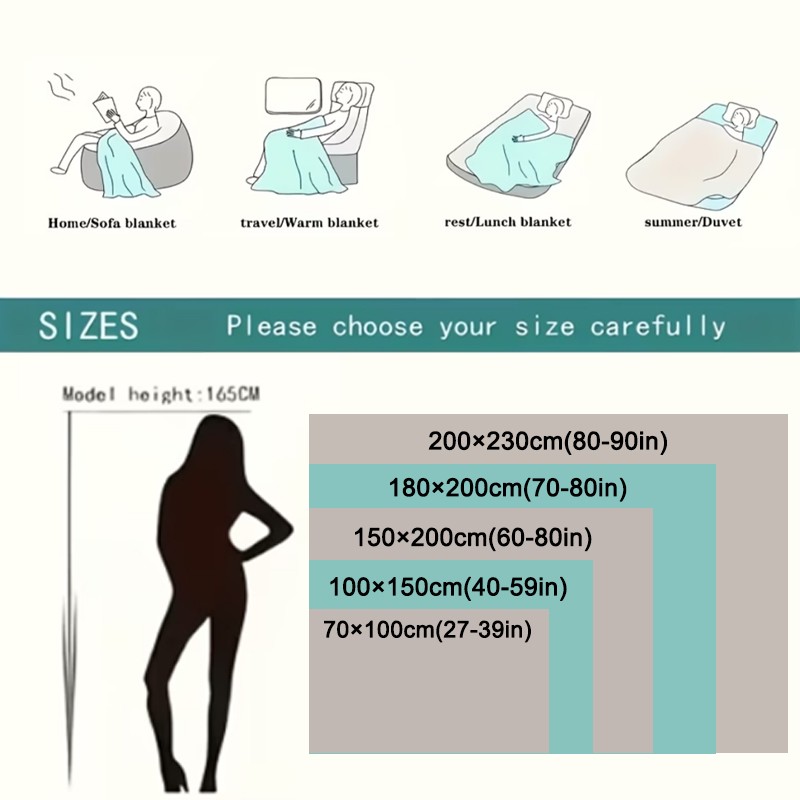 Home/Sofa blanket
travel/Warm blanket
rest/Lunch blanket
summer/Duvet
SIZES
Please choose your size carefully
Model height:165CM
200×230cm(80-90in)
180×200cm(70-80in)
150×200cm(60-80in)
100×150cm(40-59in)
70×100cm(27-39in)